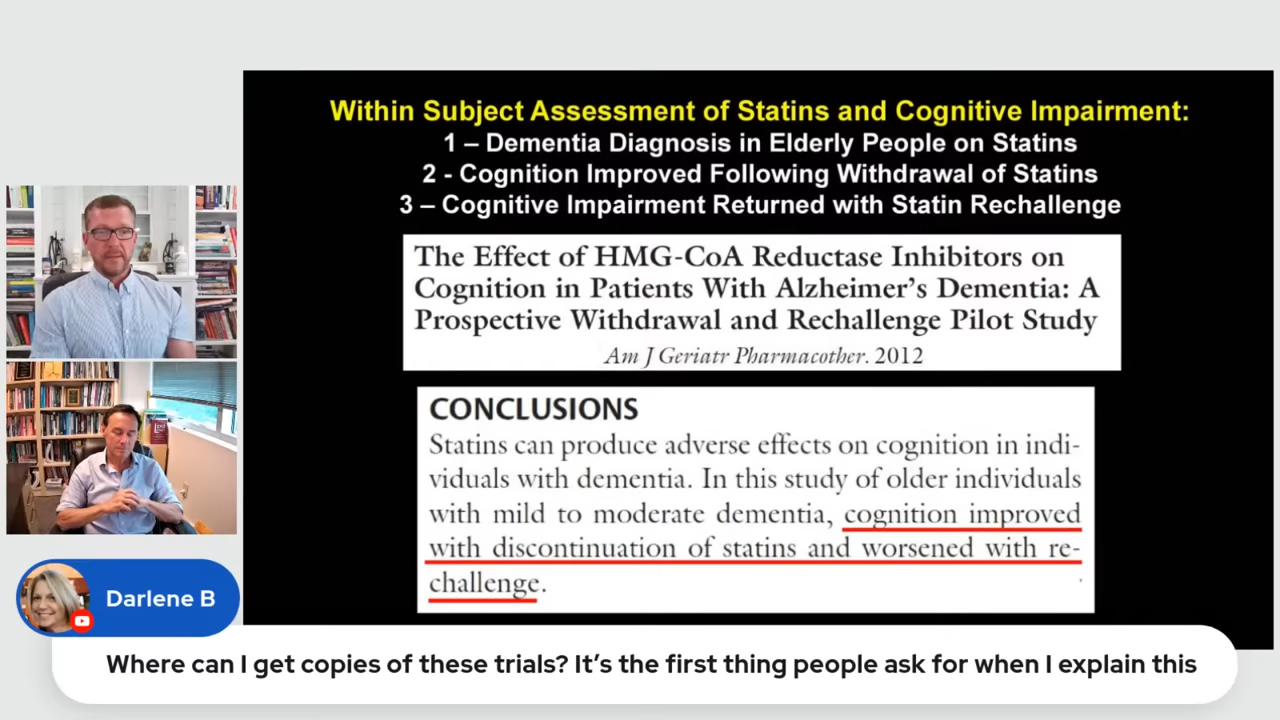 Within Subject Assessment of Statins and Cognitive Impairment:
1 – Dementia Diagnosis in Elderly People on Statins
2 - Cognition Improved Following Withdrawal of Statins
3 – Cognitive Impairment Returned with Statin Rechallenge
The Effect of HMG-CoA Reductase Inhibitors on
Cognition in Patients With Alzheimer’s Dementia: A
Prospective Withdrawal and Rechallenge Pilot Study
Am J Geriatr Pharmacother. 2012
CONCLUSIONS
Statins can produce adverse effects on cognition in indi-
viduals with dementia. In this study of older individuals
with mild to moderate dementia, cognition improved
with discontinuation of statins and worsened with re-
challenge.
Darlene B
Where can I get copies of these trials? It’s the first thing people ask for when I explain this